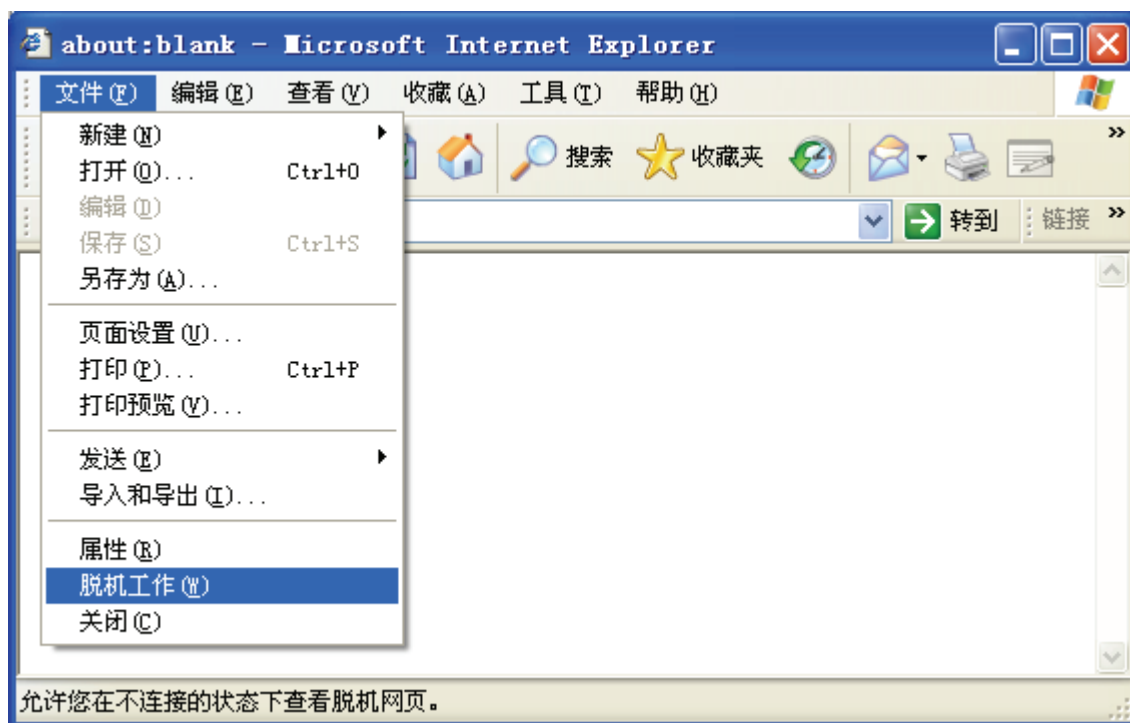 about:blank - Microsoft Internet Explorer
文件(F) 编辑(E) 查看(V) 收藏(A) 工具(T) 帮助(H)
新建(N)
搜索 收藏夹
打开(O)... Ctrl+O
编辑(D)
转到 链接
保存(S) Ctrl+S
另存为(A)...
页面设置(U)...
打印(P)... Ctrl+P
打印预览(V)...
发送(E)
导入和导出(I)...
属性(R)
脱机工作(W)
关闭(C)
允许您在不连接的状态下查看脱机网页。